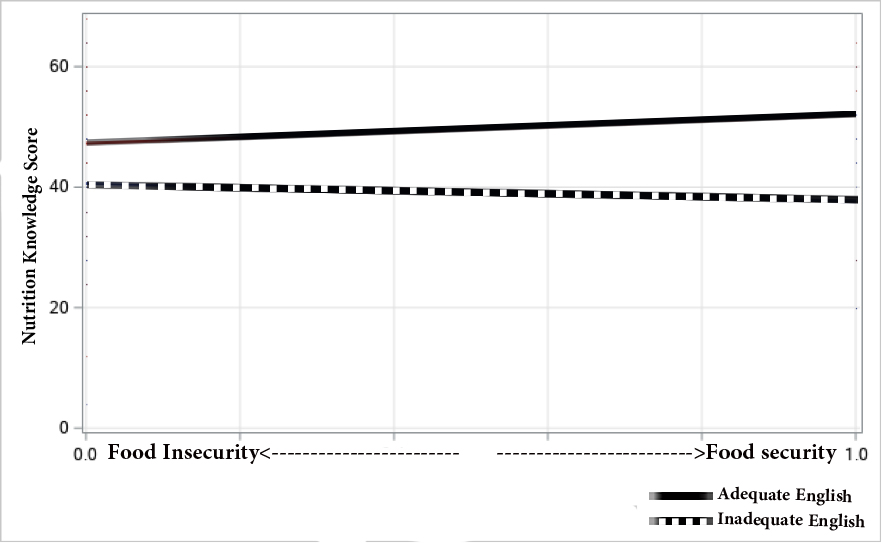 Nutrition Knowledge Score
60
40
20
0
0.0 Food Insecurity<------------------------- --------------------------->Food security 1.0
Adequate English
Inadequate English